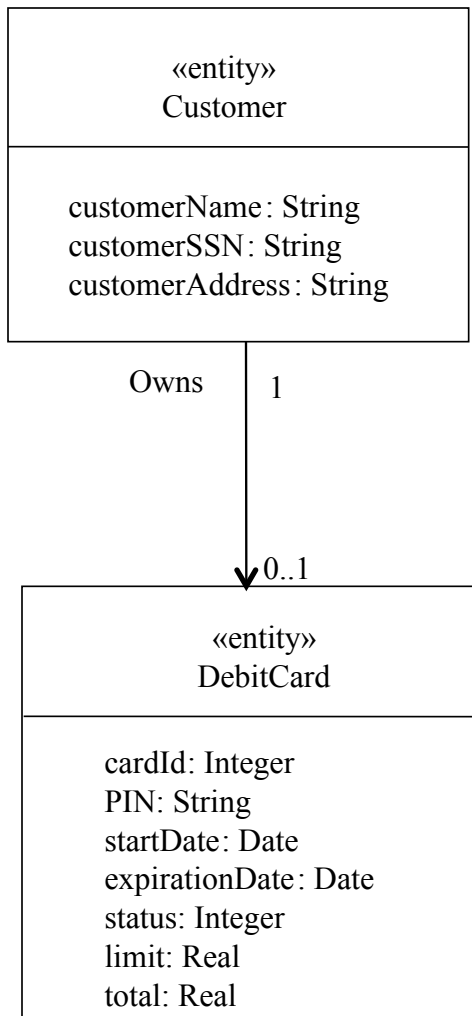 «entity»
Customer
customerName: String
customerSSN: String
customerAddress: String
Owns 1
0..1
«entity»
DebitCard
cardId: Integer
PIN: String
startDate: Date
expirationDate: Date
status: Integer
limit: Real
total: Real